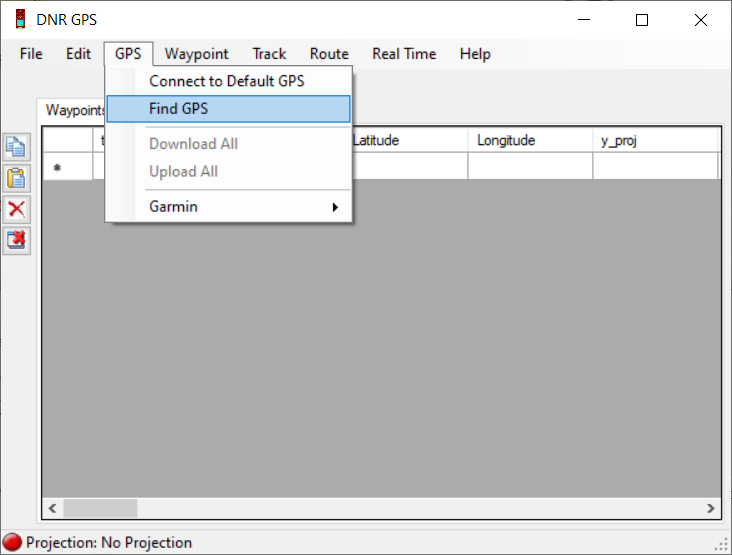 DNR GPS
File Edit GPS Waypoint Track Route Real Time Help
Connect to Default GPS
Waypoints
Find GPS
t Latitude Longitude y_proj
Download All
*
Upload All
Garmin
Projection: No Projection